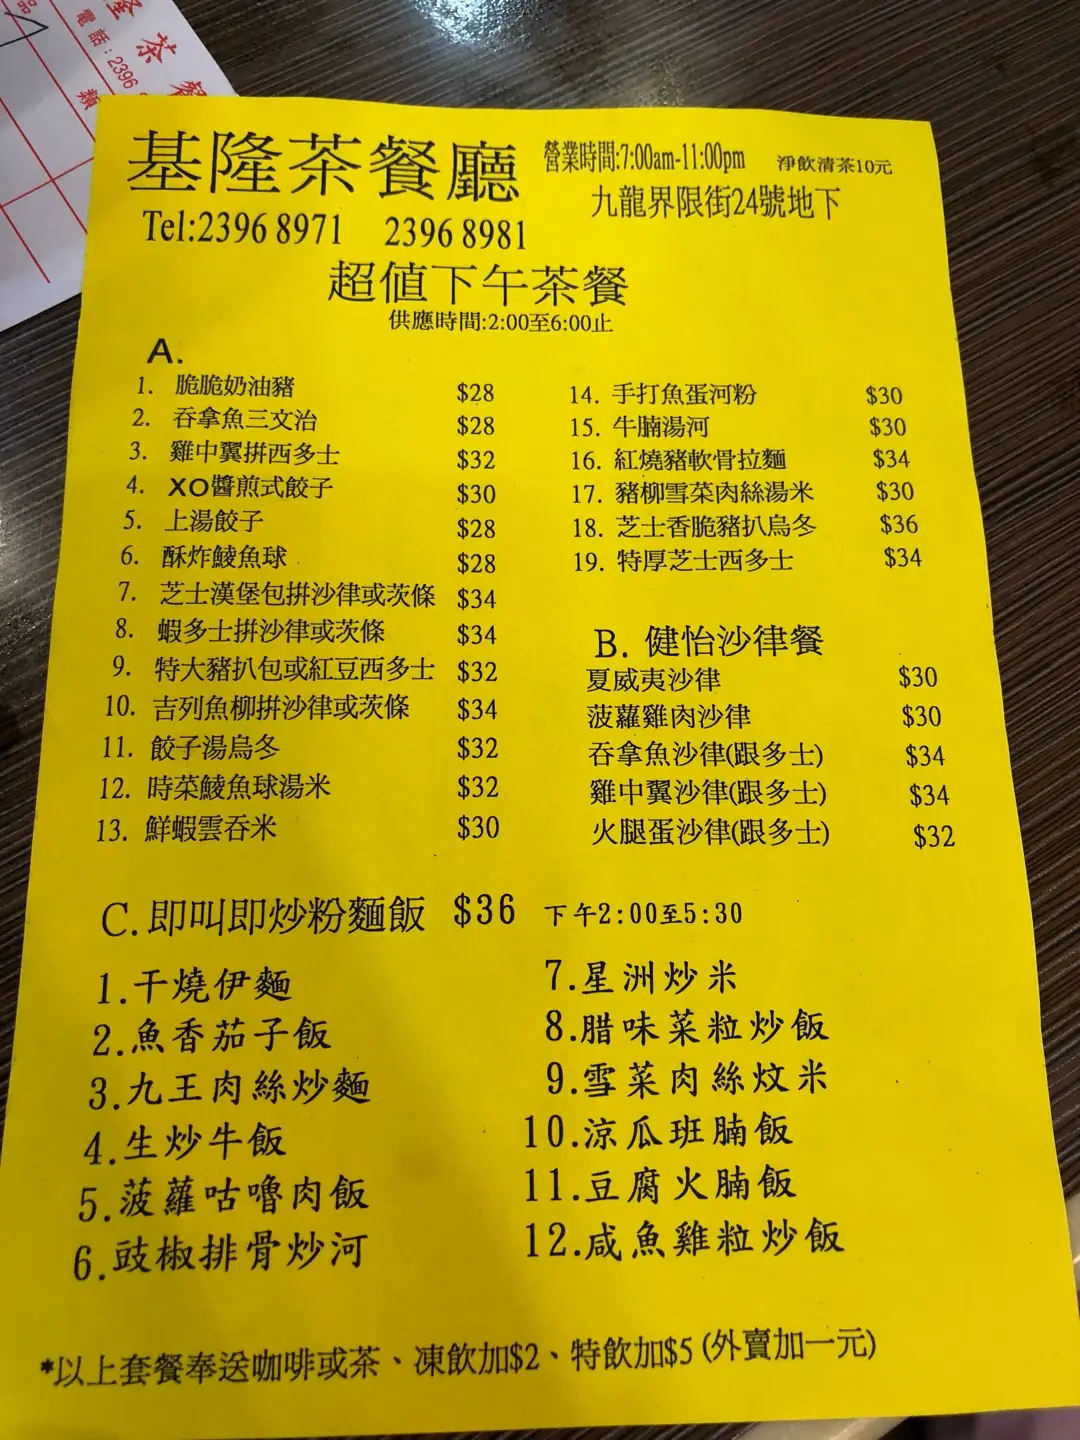 隆茶餐
電話：2396
類
品
基隆茶餐廳
營業時間:7:00am-11:00pm 淨飲清茶10元
九龍界限街24號地下
Tel:2396 8971 2396 8981
超值下午茶餐
供應時間:2:00至6:00止
A.
1. 脆脆奶油豬 $28
2. 吞拿魚三文治 $28
3. 雞中翼拼西多士 $32
4. XO醬煎式餃子 $30
5. 上湯餃子 $28
6. 酥炸鯪魚球 $28
7. 芝士漢堡包拼沙律或茨條 $34
8. 蝦多士拼沙律或茨條 $34
9. 特大豬扒包或紅豆西多士 $32
10. 吉列魚柳拼沙律或茨條 $34
11. 餃子湯烏冬 $32
12. 時菜鯪魚球湯米 $32
13. 鮮蝦雲吞米 $30
14. 手打魚蛋河粉 $30
15. 牛腩湯河 $30
16. 紅燒豬軟骨拉麵 $34
17. 豬柳雪菜肉絲湯米 $30
18. 芝士香脆豬扒烏冬 $36
19. 特厚芝士西多士 $34
B. 健怡沙律餐
夏威夷沙律 $30
菠蘿雞肉沙律 $30
吞拿魚沙律(跟多士) $34
雞中翼沙律(跟多士) $34
火腿蛋沙律(跟多士) $32
C. 即叫即炒粉麵飯 $36 下午2:00至5:30
1.干燒伊麵
2.魚香茄子飯
3.九王肉絲炒麵
4.生炒牛飯
5.菠蘿咕嚕肉飯
6.豉椒排骨炒河
7.星洲炒米
8.腊味菜粒炒飯
9.雪菜肉絲炆米
10.涼瓜班腩飯
11.豆腐火腩飯
12.咸魚雞粒炒飯
*以上套餐奉送咖啡或茶、凍飲加$2、特飲加$5 (外賣加一元)